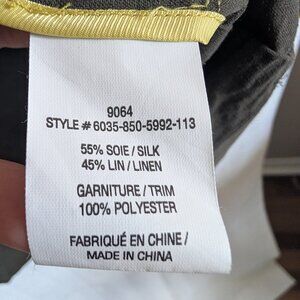 9064
STYLE # 6035-850-5992-113
55% SOIE / SILK
45% LIN / LINEN
GARNITURE / TRIM
100% POLYESTER
FABRIQUÉ EN CHINE /
MADE IN CHINA